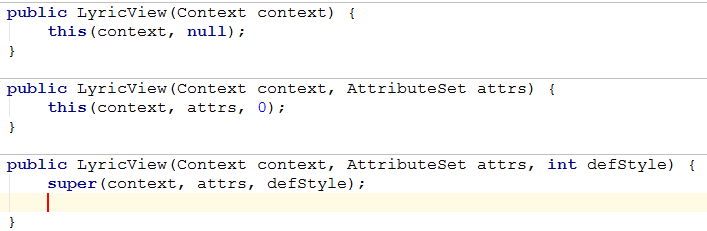 public LyricView(Context context) {
    this(context, null);
}
public LyricView(Context context, AttributeSet attrs) {
    this(context, attrs, 0);
}
public LyricView(Context context, AttributeSet attrs, int defStyle) {
    super(context, attrs, defStyle);
}